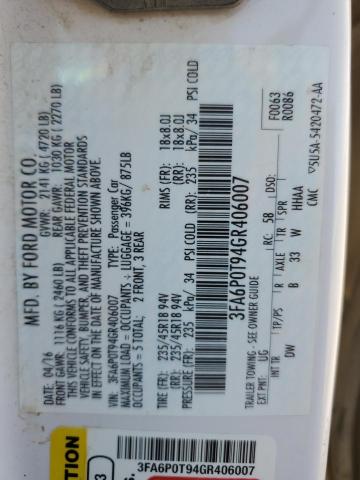 MFD. BY FORD MOTOR CO.
DATE: 04/16 GVWR: 2141 KG ( 4720 LB)
FRONT GAWR: 1116 KG ( 2460 LB) REAR GAWR: 1030 KG ( 2270 LB)
THIS VEHICLE CONFORMS TO ALL APPLICABLE FEDERAL MOTOR
VEHICLE SAFETY, BUMPER, AND THEFT PREVENTION STANDARDS
IN EFFECT ON THE DATE OF MANUFACTURE SHOWN ABOVE.
VIN: 3FA6P0T94GR406007 TYPE: Passenger Car
MAXIMUM LOAD = OCCUPANTS + LUGGAGE = 396KG/ 875LB
OCCUPANTS = 5 TOTAL; 2 FRONT, 3 REAR
TIRE (FR): 235/45R18 94V RIMS (FR): 18x8.0J
TIRE (RR): 235/45R18 94V (RR): 18x8.0J
PRESSURE (FR): 235 kPa/ 34 PSI COLD (RR): 235 kPa/ 34 PSI COLD
3FA6P0T94GR406007
F0063
R0086
TRAILER TOWING - SEE OWNER GUIDE
EXT PNT: UG RC: 5B DSO:
INT TR TP/PS R AXLE TR SPR
DW B 33 W HHAA
CMC V5U5A-5420472-AA
3FA6P0T94GR406007